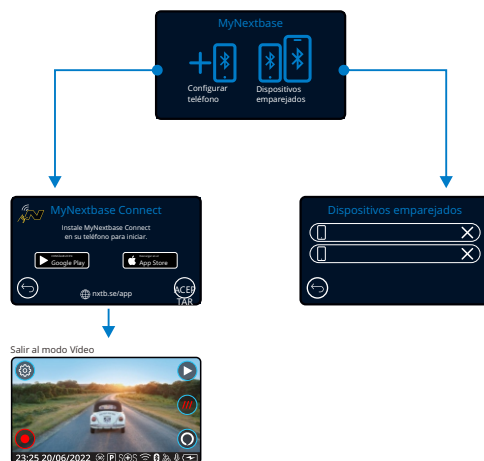 MyNextbase
Configurar
teléfono
Dispositivos
emparejados
MyNextbase Connect
Instale MyNextbase Connect
en su teléfono para iniciar.
Google Play
App Store
nxtb.se/app
ACEP
TAR
Dispositivos emparejados
Salir al modo Vídeo
23:25 20/06/2022
P